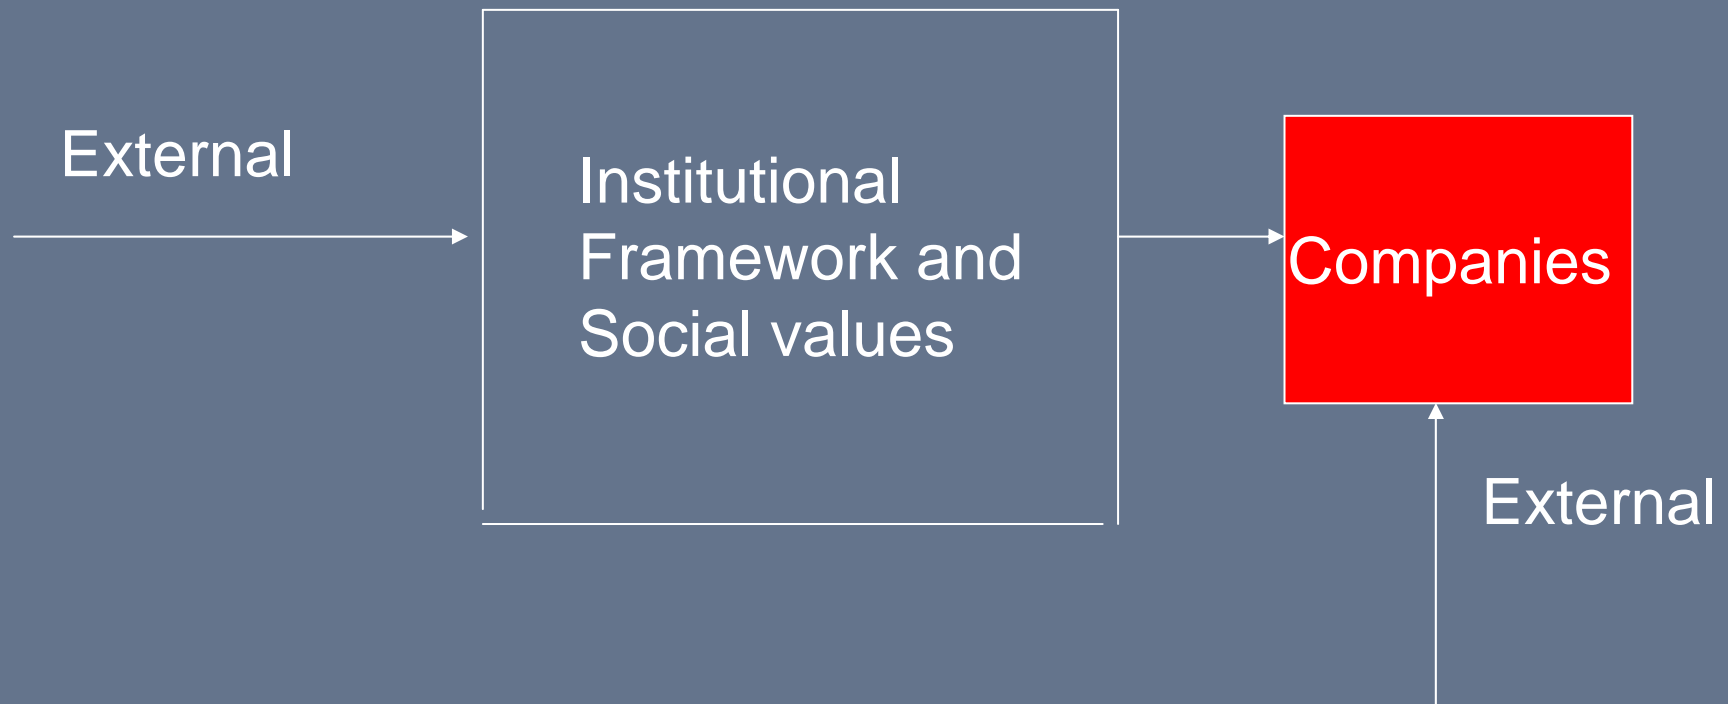 External
Institutional
Framework and
Social values
Companies
External